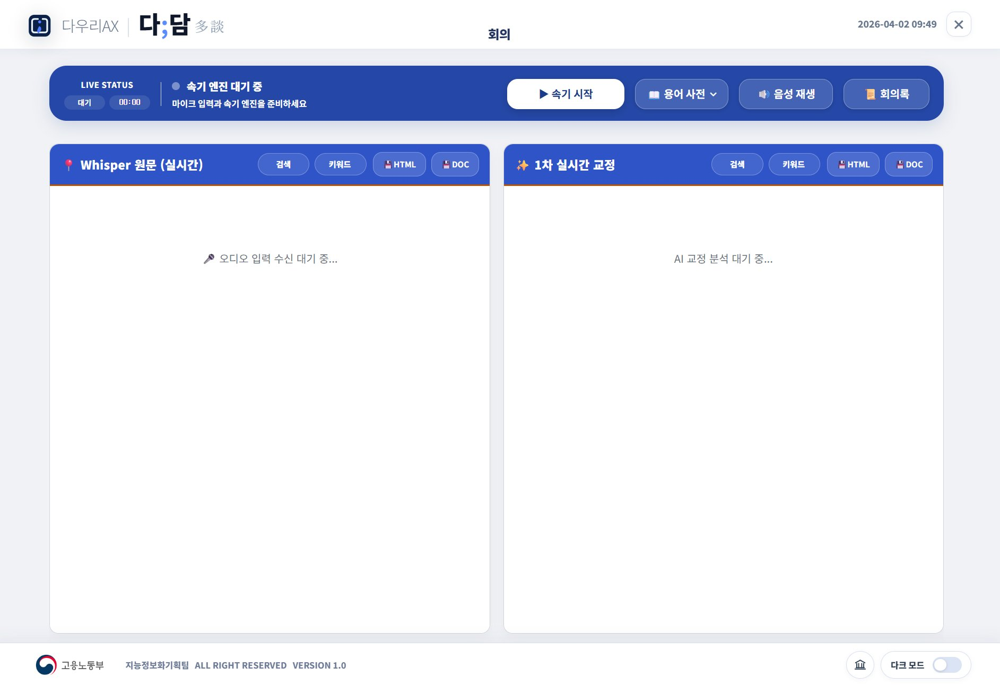 다우리AX
다;담 多談
회의
2026-04-02 09:49
LIVE STATUS
대기
00:00
속기 엔진 대기 중
마이크 입력과 속기 엔진을 준비하세요
▶ 속기 시작
📖 용어 사전
🔊 음성 재생
📜 회의록
📍 Whisper 원문 (실시간)
검색
키워드
💾 HTML
💾 DOC
✨ 1차 실시간 교정
검색
키워드
💾 HTML
💾 DOC
🎤 오디오 입력 수신 대기 중...
AI 교정 분석 대기 중...
고용노동부
지능정보화기획팀 ALL RIGHT RESERVED VERSION 1.0
다크 모드